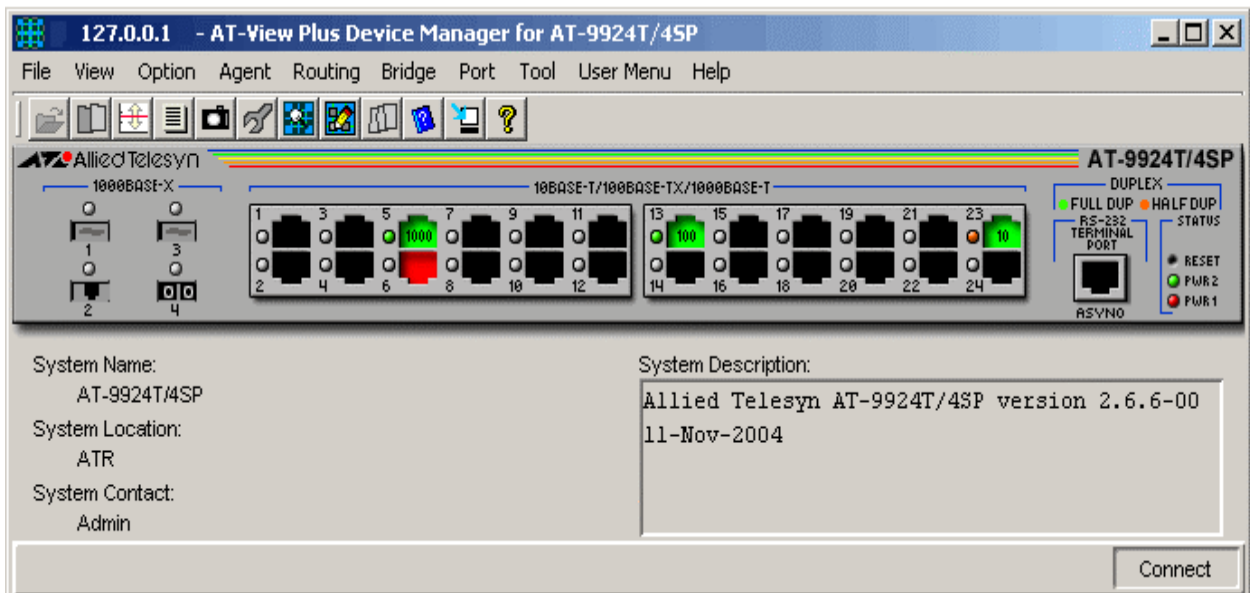 127.0.0.1 - AT-View Plus Device Manager for AT-9924T/4SP
File View Option Agent Routing Bridge Port Tool User Menu Help
Allied Telesyn AT-9924T/4SP
1000BASE-X 10BASE-T/100BASE-TX/1000BASE-T DUPLEX
FULL DUP HALF DUP
1 3 5 7 9 11 13 15 17 19 21 23
RS-232 TERMINAL PORT
STATUS
1000 100 10
1 3
RESET
PWR2
PWR1
2 4 6 8 10 12 14 16 18 20 22 24
2 4
ASYN0
System Name:
AT-9924T/4SP
System Location:
ATR
System Contact:
Admin
System Description:
Allied Telesyn AT-9924T/4SP version 2.6.6-00
11-Nov-2004
Connect